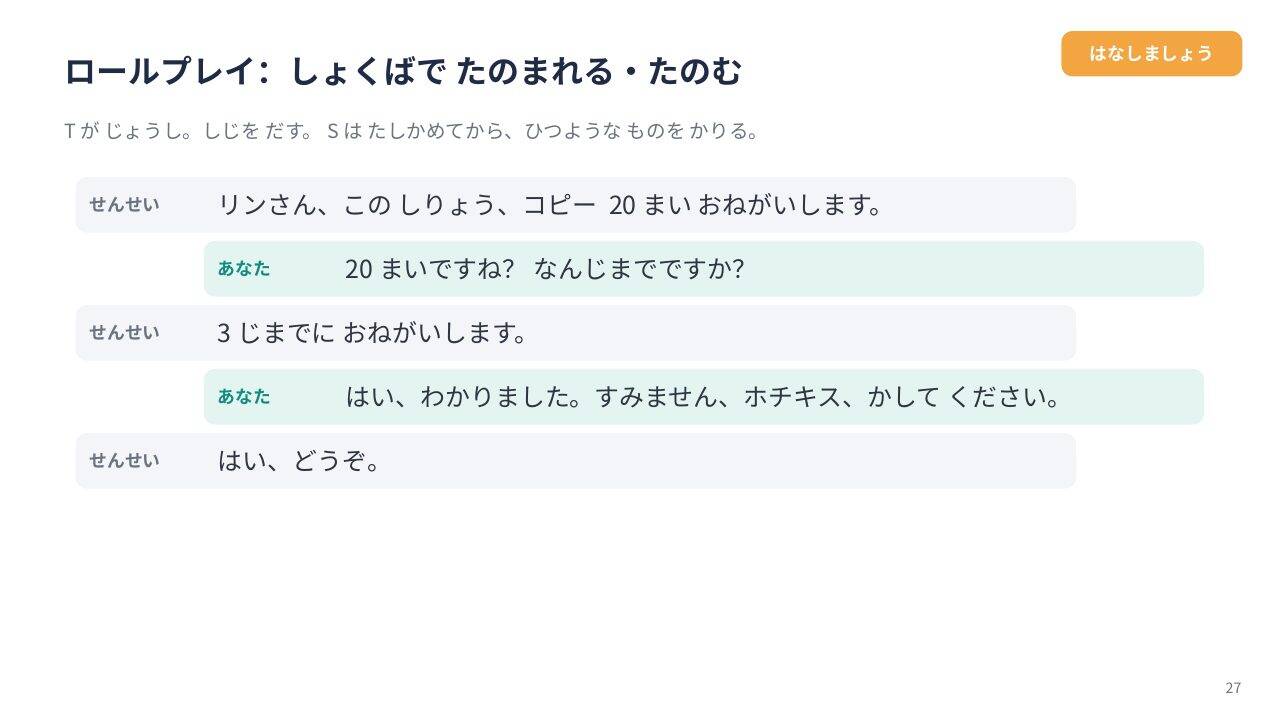 はなしましょう
ロールプレイ：しょくばで たのまれる・たのむ
T が じょうし。しじを だす。 S は たしかめてから、ひつような ものを かりる。
せんせい リンさん、この しりょう、コピー 20 まい おねがいします。
あなた 20 まいですね？ なんじまでですか？
せんせい 3 じまでに おねがいします。
あなた はい、わかりました。すみません、ホチキス、かして ください。
せんせい はい、どうぞ。
27